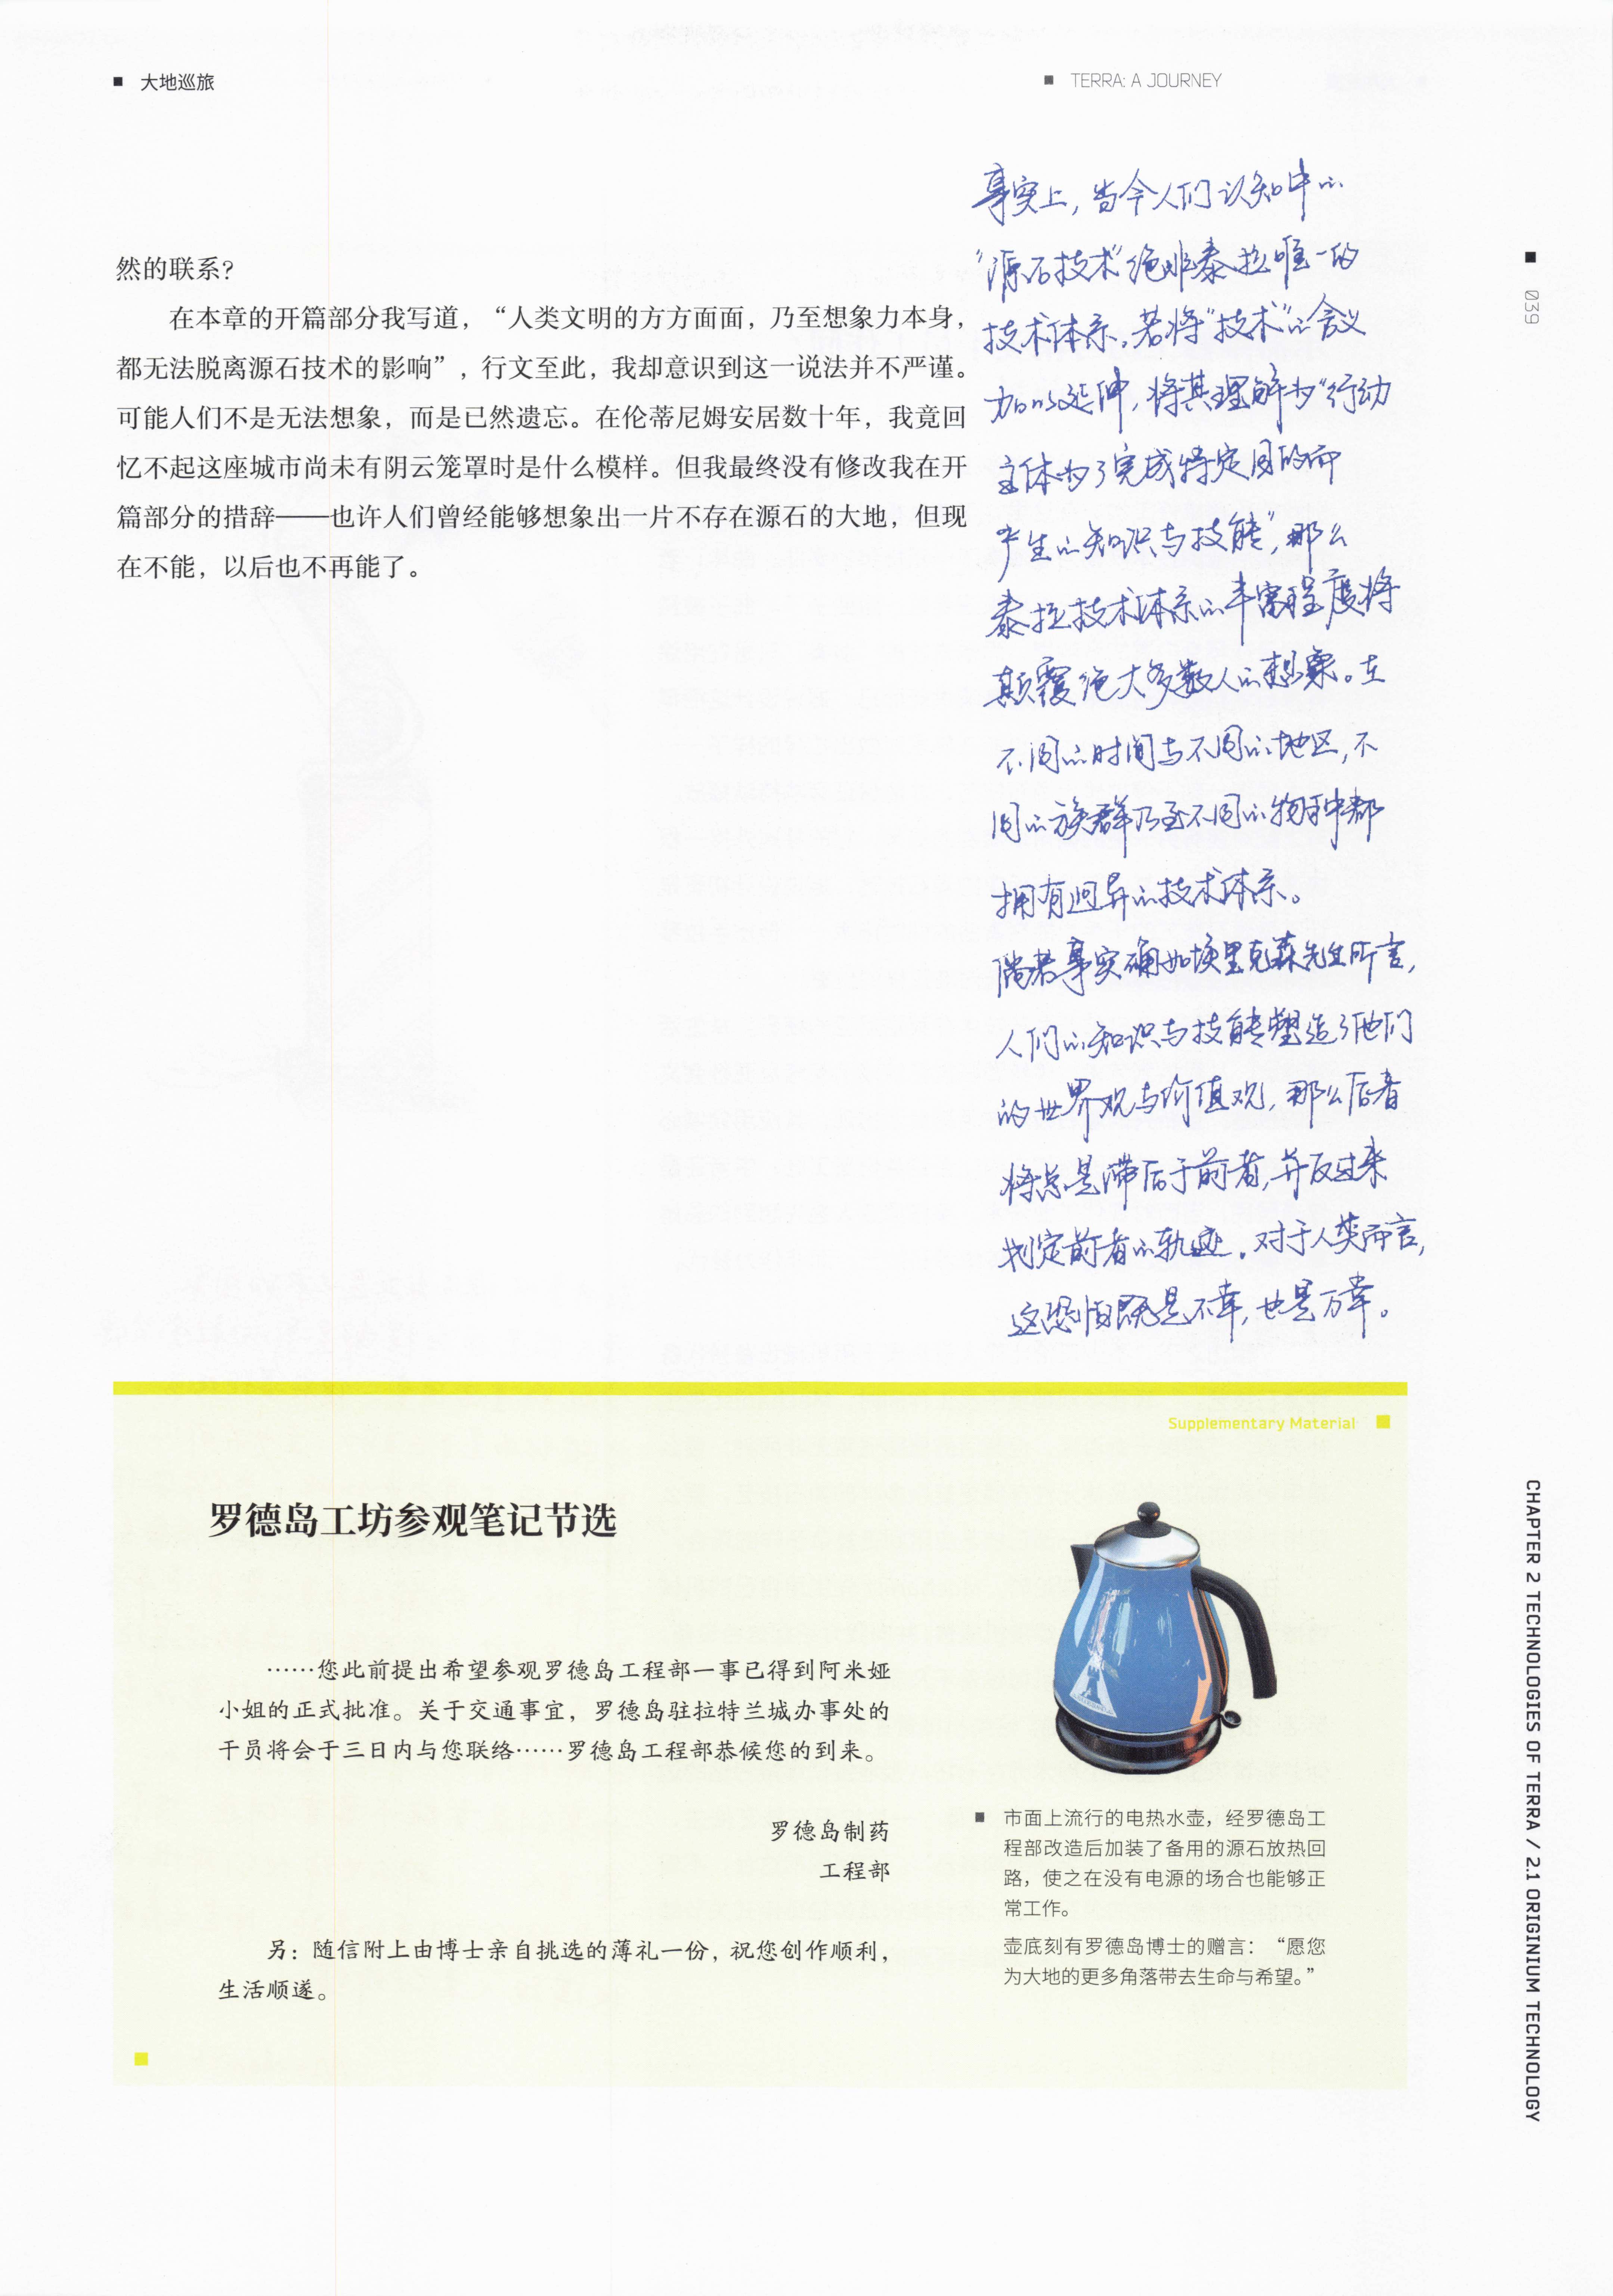 大地巡旅
TERRA: A JOURNEY
039
然的联系？
在本章的开篇部分我写道，“人类文明的方方面面，乃至想象力本身，
都无法脱离源石技术的影响”，行文至此，我却意识到这一说法并不严谨。
可能人们不是无法想象，而是已然遗忘。在伦蒂尼姆安居数十年，我竟回
忆不起这座城市尚未有阴云笼罩时是什么模样。但我最终没有修改我在开
篇部分的措辞——也许人们曾经能够想象出一片不存在源石的大地，但现
在不能，以后也不再能了。
事实上，当今人们认知中的
“源石技术”绝非泰拉唯一的
技术体系。若将“技术”的含义
加以延伸，将其理解为“行动
主体为了完成特定目的而
产生的知识与技能”，那么
泰拉技术体系的丰富程度将
颠覆绝大多数人的想象。在
不同的时间与不同的地区，不
同的族群乃至不同的物种都
拥有迥异的技术体系。
倘若事实确如埃里克森先生所言，
人们的知识与技能塑造了他们
的世界观与价值观，那么后者
将总是滞后于前者，并反过来
划定前者的轨迹。对于人类而言，
这恐怕既是不幸，也是万幸。
Supplementary Material
罗德岛工坊参观笔记节选
……您此前提出希望参观罗德岛工程部一事已得到阿米娅
小姐的正式批准。关于交通事宜，罗德岛驻拉特兰城办事处的
干员将会于三日内与您联络……罗德岛工程部恭候您的到来。
罗德岛制药
工程部
另：随信附上由博士亲自挑选的薄礼一份，祝您创作顺利，
生活顺遂。
市面上流行的电热水壶，经罗德岛工
程部改造后加装了备用的源石放热回
路，使之在没有电源的场合也能够正
常工作。
壶底刻有罗德岛博士的赠言：“愿您
为大地的更多角落带去生命与希望。”
CHAPTER 2 TECHNOLOGIES OF TERRA / 2.1 ORIGINIUM TECHNOLOGY